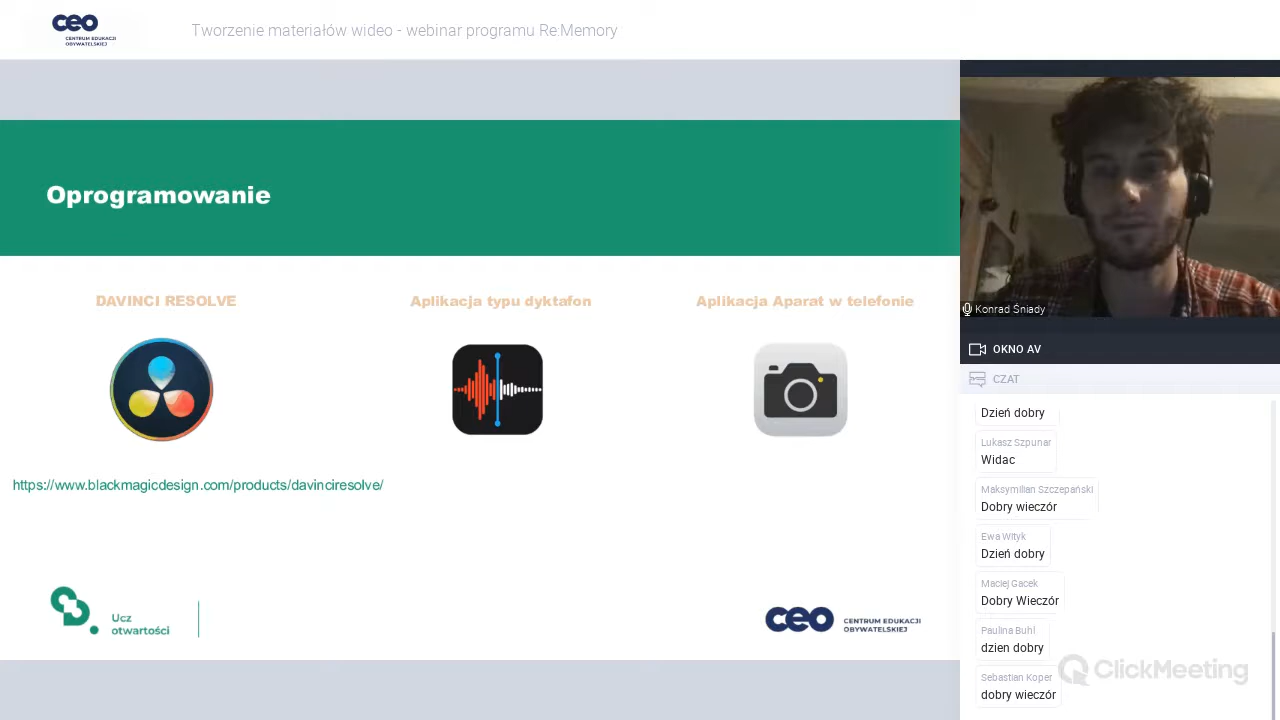 ceo
CENTRUM EDUKACJI
OBYWATELSKIEJ
Tworzenie materiałów wideo - webinar programu Re:Memory
Oprogramowanie
DAVINCI RESOLVE
Aplikacja typu dyktafon
Aplikacja Aparat w telefonie
https://www.blackmagicdesign.com/products/davinciresolve/
Ucz
otwartości
ceo
CENTRUM EDUKACJI
OBYWATELSKIEJ
Konrad Śniady
OKNO AV
CZAT
Dzień dobry
Lukasz Szpunar
Widac
Maksymilian Szczepański
Dobry wieczór
Ewa Wityk
Dzień dobry
Maciej Gacek
Dobry Wieczór
Paulina Buhl
dzien dobry
Sebastian Koper
dobry wieczór
ClickMeeting